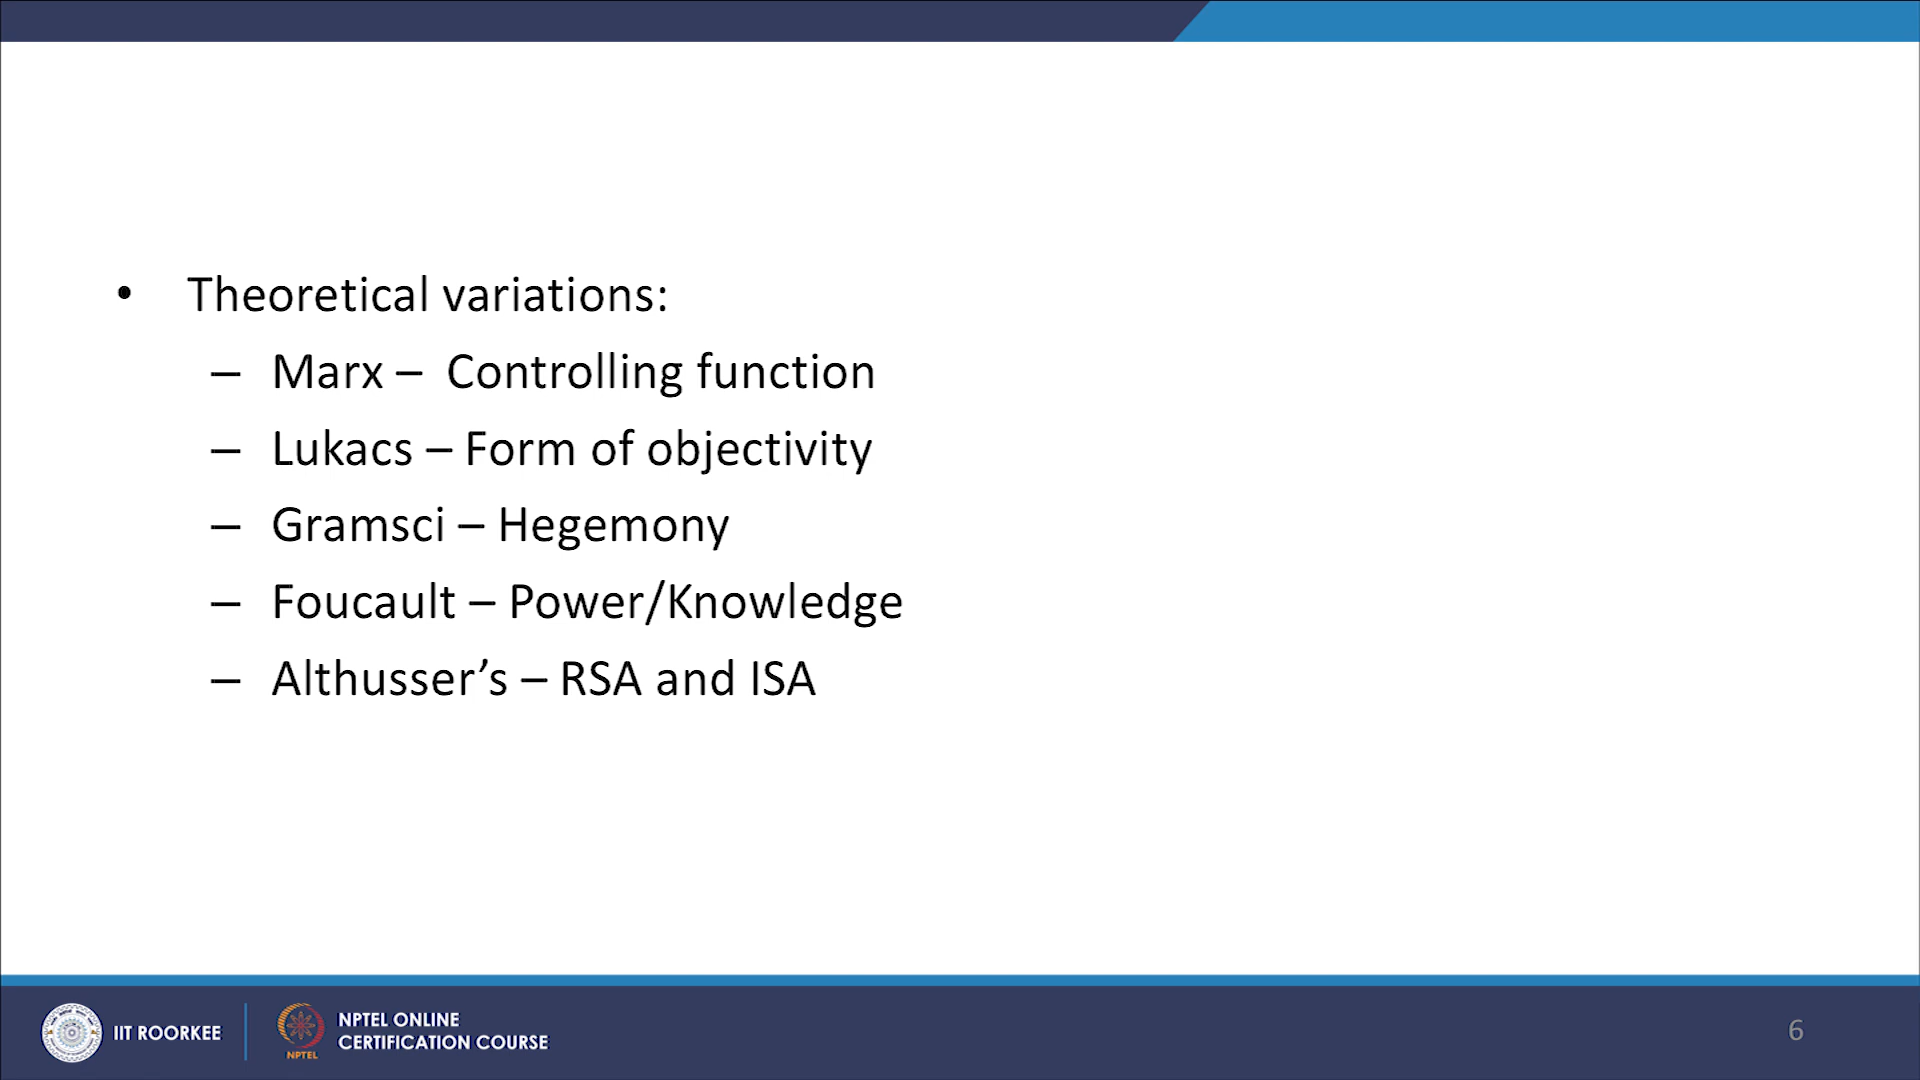 • Theoretical variations:
– Marx – Controlling function
– Lukacs – Form of objectivity
– Gramsci – Hegemony
– Foucault – Power/Knowledge
– Althusser’s – RSA and ISA
IIT ROORKEE
NPTEL
NPTEL ONLINE
CERTIFICATION COURSE
6